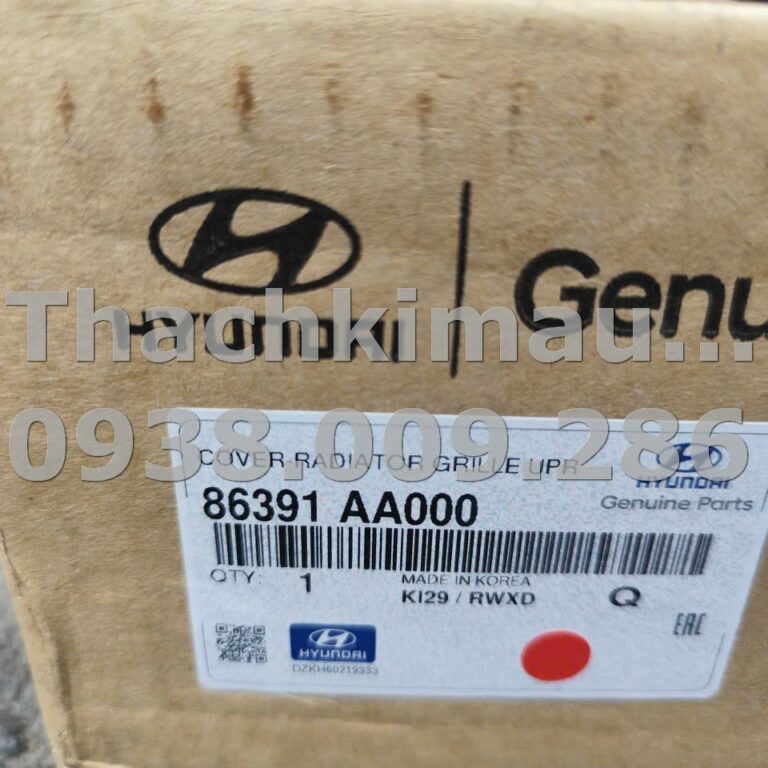 HYUNDAI
Genu
Thachkimau...
0938.009.286
COVER-RADIATOR GRILLE UPR
HYUNDAI
86391 AA000
Genuine Parts
QTY: 1
MADE IN KOREA
KI29 / RWXD
Q
HYUNDAI
DZKH60219333
EAC